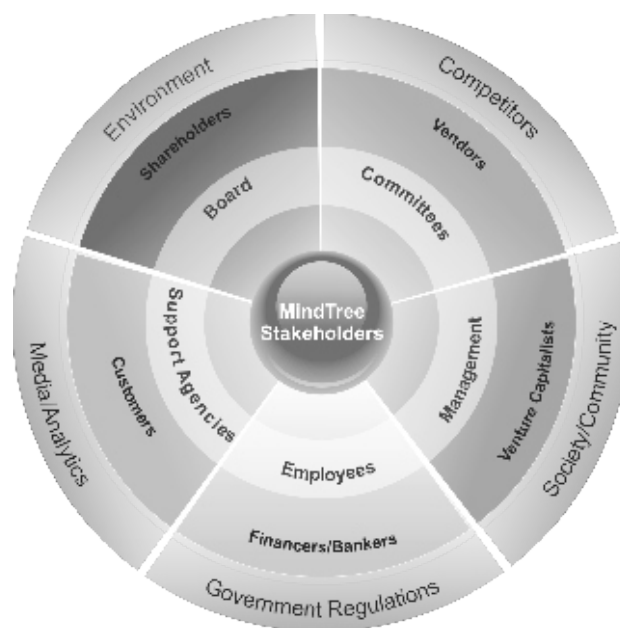 Environment
Competitors
Shareholders
Vendors
Board
Committees
MindTree
Stakeholders
Support Agencies
Management
Customers
Venture Capitalists
Media/Analytics
Society/Community
Employees
Financers/Bankers
Government Regulations